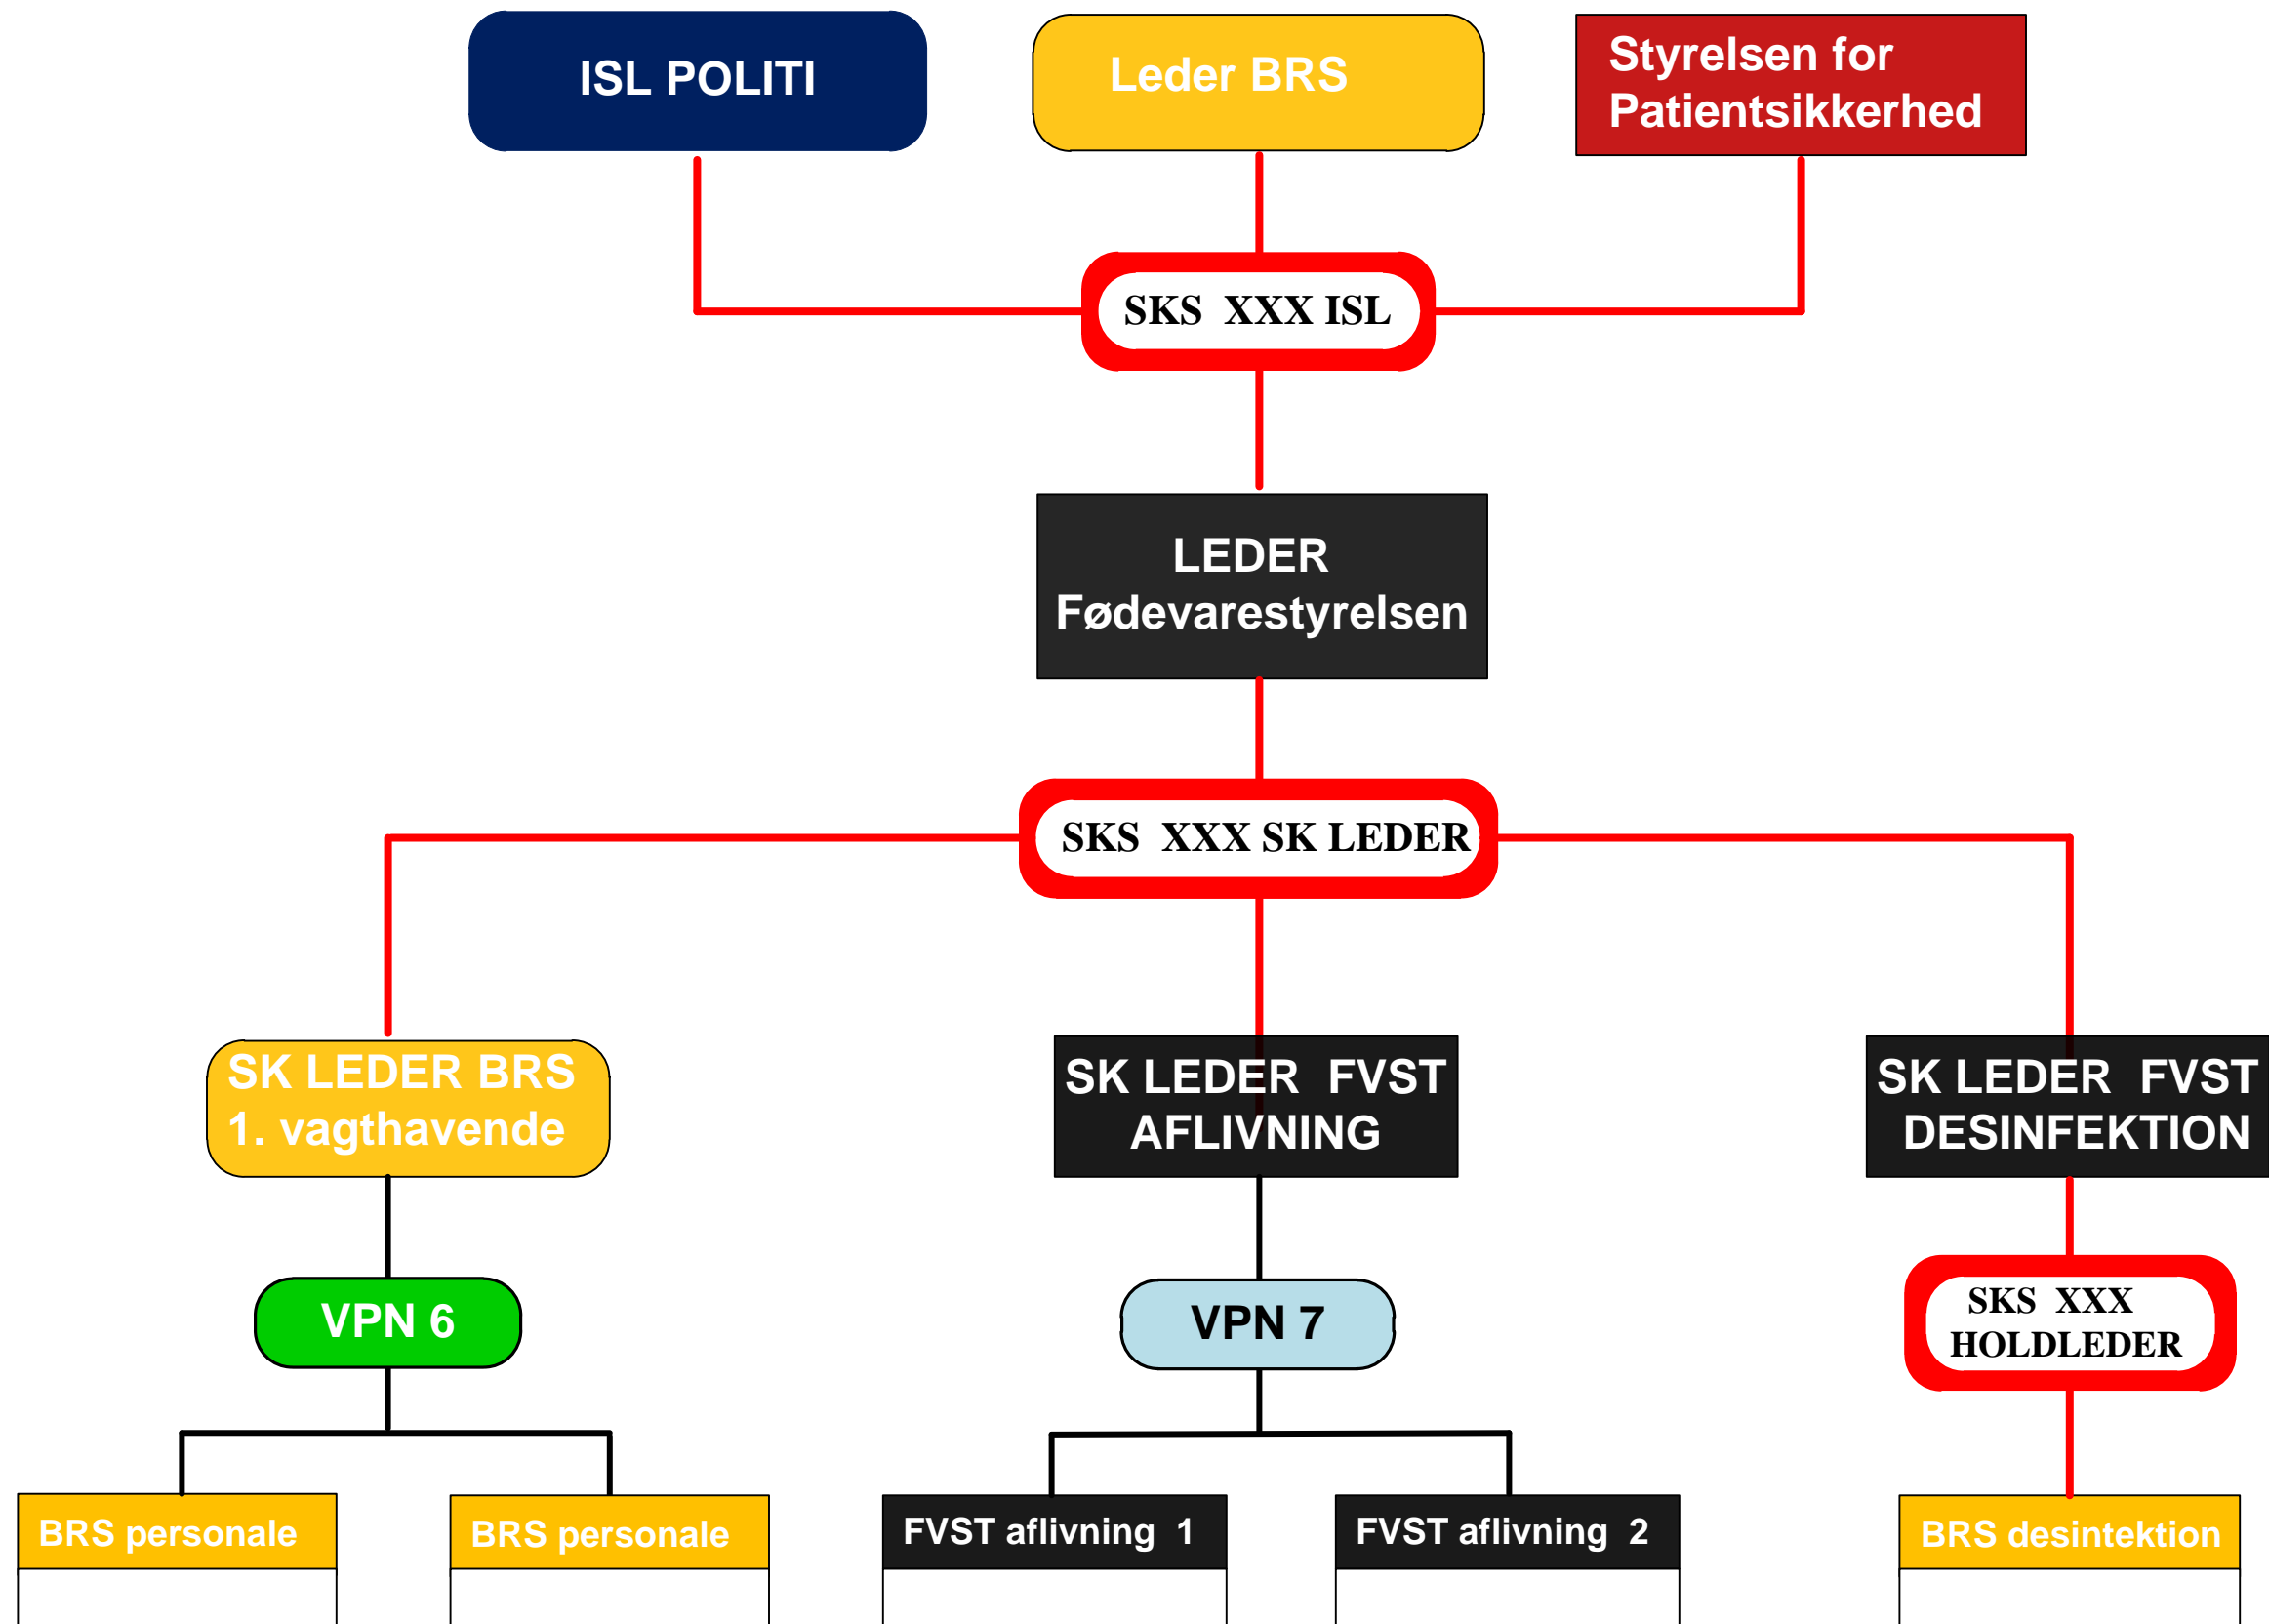 ISL POLITI
Leder BRS
Styrelsen for
Patientsikkerhed
SKS XXX ISL
LEDER
Fødevarestyrelsen
SKS XXX SK LEDER
SK LEDER BRS
1. vagthavende
SK LEDER FVST
AFLIVNING
SK LEDER FVST
DESINFEKTION
VPN 6
VPN 7
SKS XXX
HOLDLEDER
BRS personale
BRS personale
FVST aflivning 1
FVST aflivning 2
BRS desintektion